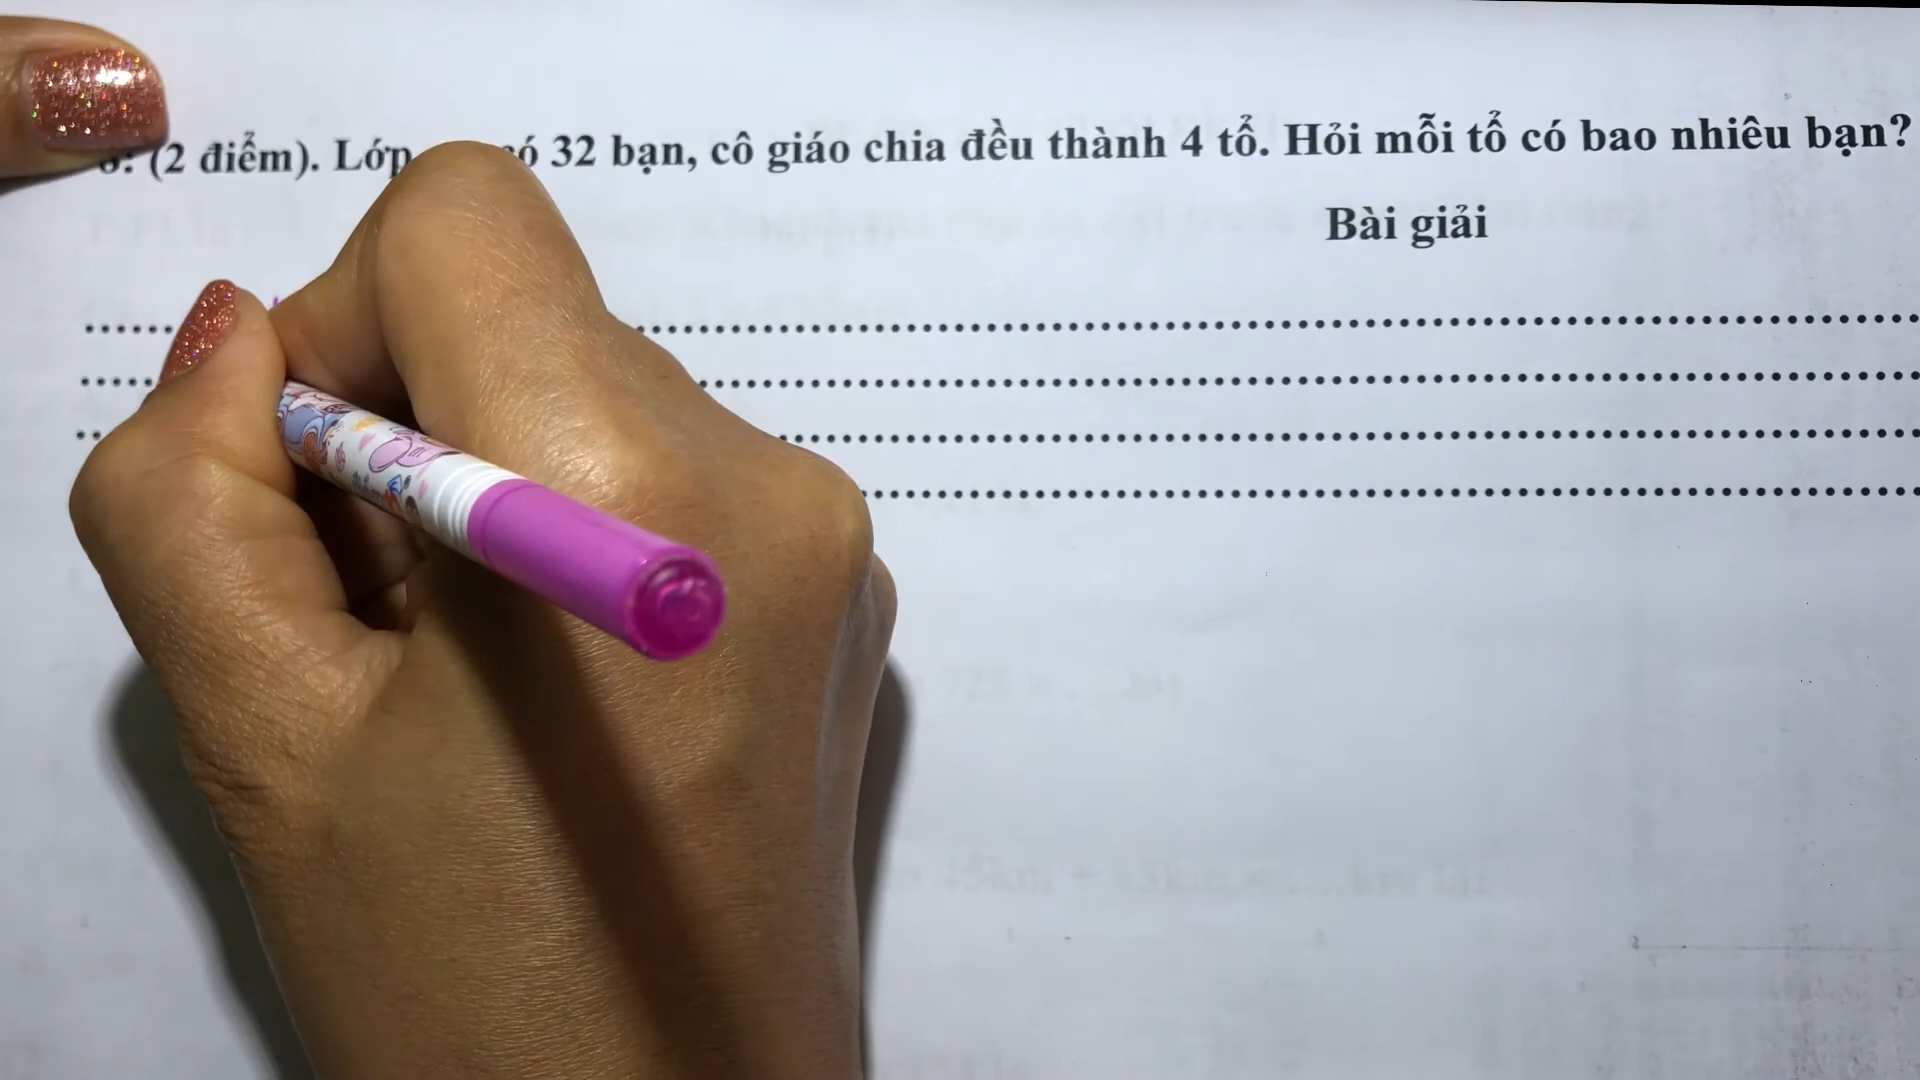 (2 điểm). Lớp có 32 bạn, cô giáo chia đều thành 4 tổ. Hỏi mỗi tổ có bao nhiêu bạn?
Bài giải